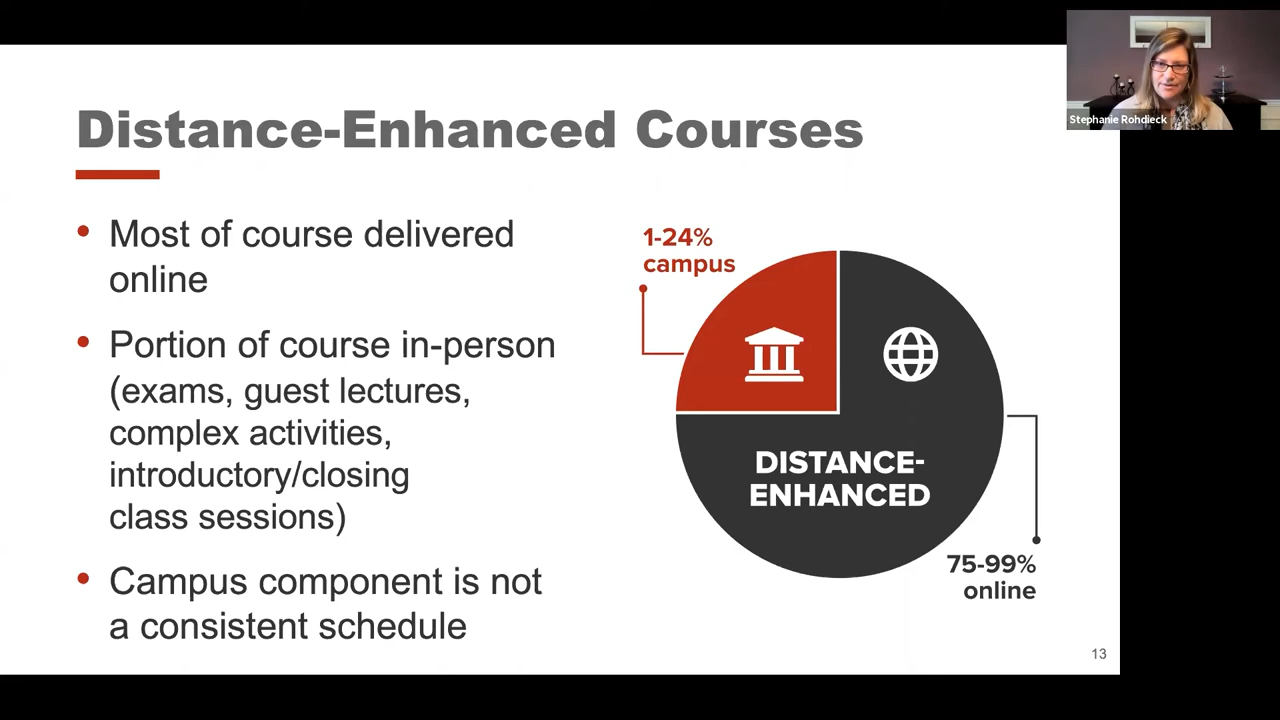 Distance-Enhanced Courses
• Most of course delivered
online
• Portion of course in-person
(exams, guest lectures,
complex activities,
introductory/closing
class sessions)
• Campus component is not
a consistent schedule
1-24%
campus
DISTANCE-
ENHANCED
75-99%
online
13
Stephanie Rohdieck